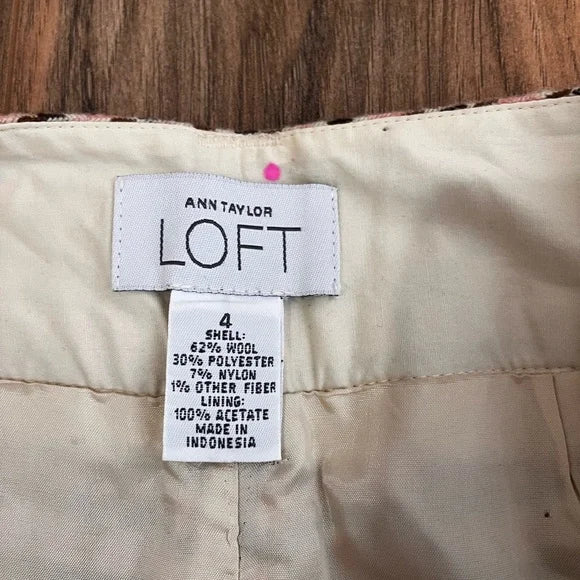 ANN TAYLOR
LOFT
4
SHELL:
62% WOOL
30% POLYESTER
7% NYLON
1% OTHER FIBER
LINING:
100% ACETATE
MADE IN
INDONESIA